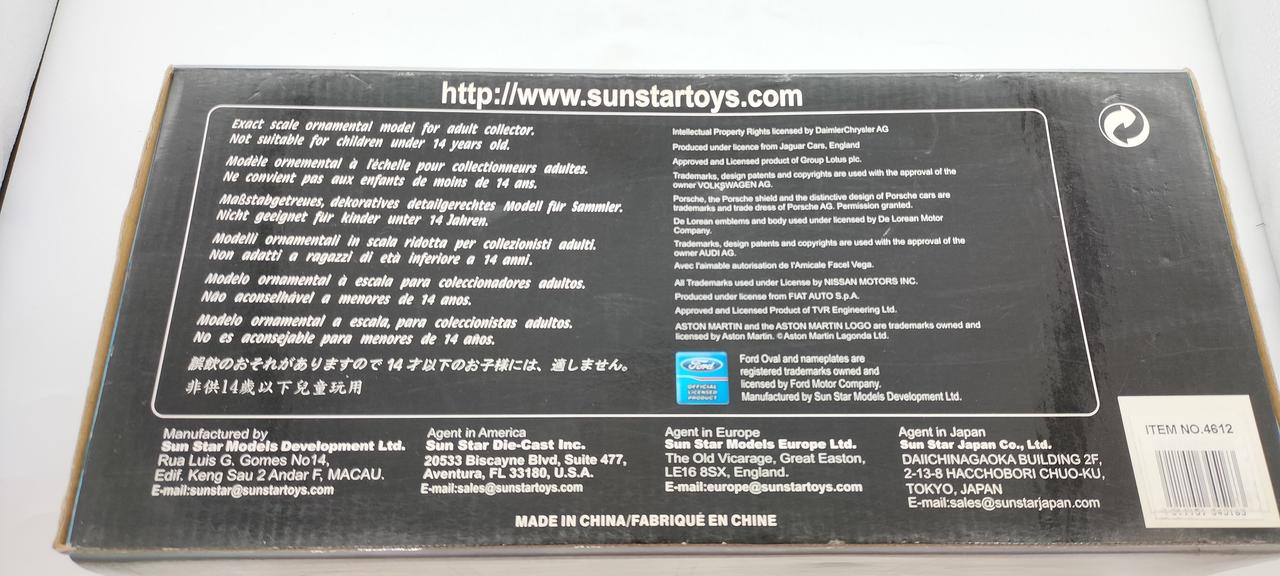 http://www.sunstartoys.com
Exact scale ornamental model for adult collector.
Not suitable for children under 14 years old.
Modèle ornemental à l'échelle pour collectionneurs adultes.
Ne convient pas aux enfants de moins de 14 ans.
Maßstabgetreues, dekoratives detailgerechtes Modell für Sammler.
Nicht geeignet für kinder unter 14 Jahren.
Modelli ornamentali in scala ridotta per collezionisti adulti.
Non adatti a ragazzi di età inferiore a 14 anni.
Modelo ornamental à escala para coleccionadores adultos.
Não aconselhável a menores de 14 anos.
Modelo ornamental a escala, para coleccionistas adultos.
No es aconsejable para menores de 14 años.
誤飲のおそれがありますので 14 才以下のお子様には、適しません。
非供14歲以下兒童玩用
Intellectual Property Rights licensed by DaimlerChrysler AG
Produced under licence from Jaguar Cars, England
Approved and Licensed product of Group Lotus plc.
Trademarks, design patents and copyrights are used with the approval of the
owner VOLKSWAGEN AG.
Porsche, the Porsche shield and the distinctive design of Porsche cars are
trademarks and trade dress of Porsche AG. Permission granted.
De Lorean emblems and body used under licensed by De Lorean Motor
Company.
Trademarks, design patents and copyrights are used with the approval of the
owner AUDI AG.
Avec l'aimable autorisation de l'Amicale Facel Vega.
All Trademarks used under License by NISSAN MOTORS INC.
Produced under license from FIAT AUTO S.p.A.
Approved and Licensed Product of TVR Engineering Ltd.
ASTON MARTIN and the ASTON MARTIN LOGO are trademarks owned and
licensed by Aston Martin. © Aston Martin Lagonda Ltd.
Ford
OFFICIAL
LICENSED
PRODUCT
Ford Oval and nameplates are
registered trademarks owned and
licensed by Ford Motor Company.
Manufactured by Sun Star Models Development Ltd.
Manufactured by
Sun Star Models Development Ltd.
Rua Luis G. Gomes No14,
Edif. Keng Sau 2 Andar F, MACAU.
E-mail:sunstar@sunstartoys.com
Agent in America
Sun Star Die-Cast Inc.
20533 Biscayne Blvd, Suite 477,
Aventura, FL 33180, U.S.A.
E-mail:sales@sunstartoys.com
Agent in Europe
Sun Star Models Europe Ltd.
The Old Vicarage, Great Easton,
LE16 8SX, England.
E-mail:europe@sunstartoys.com
Agent in Japan
Sun Star Japan Co., Ltd.
DAIICHINAGAOKA BUILDING 2F,
2-13-8 HACCHOBORI CHUO-KU,
TOKYO, JAPAN
E-mail:sales@sunstarjapan.com
MADE IN CHINA/FABRIQUÉ EN CHINE
ITEM NO.4612